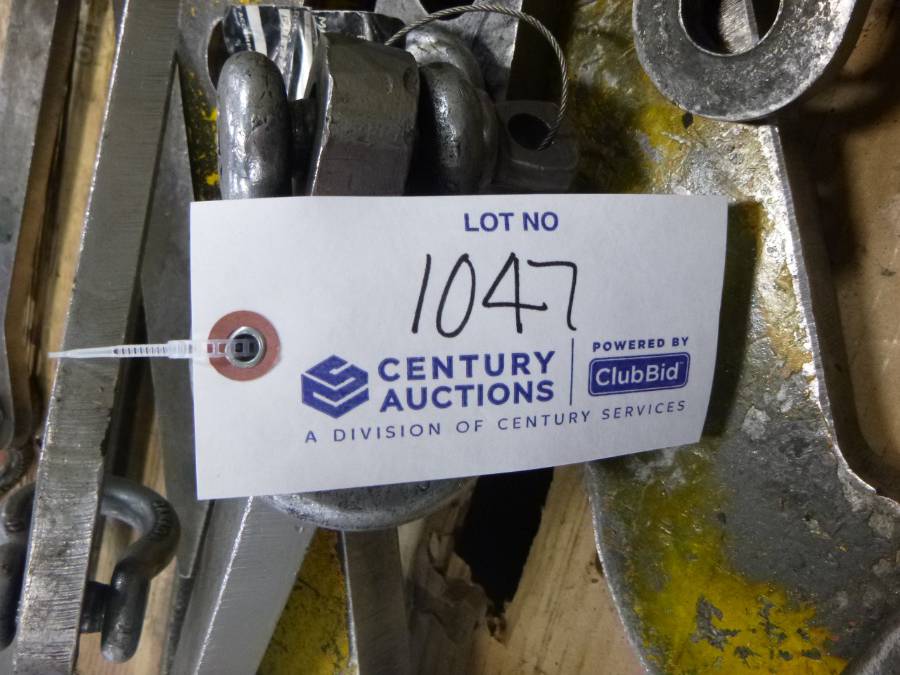 LOT NO
1047
CENTURY
AUCTIONS
POWERED BY
ClubBid
A DIVISION OF CENTURY SERVICES